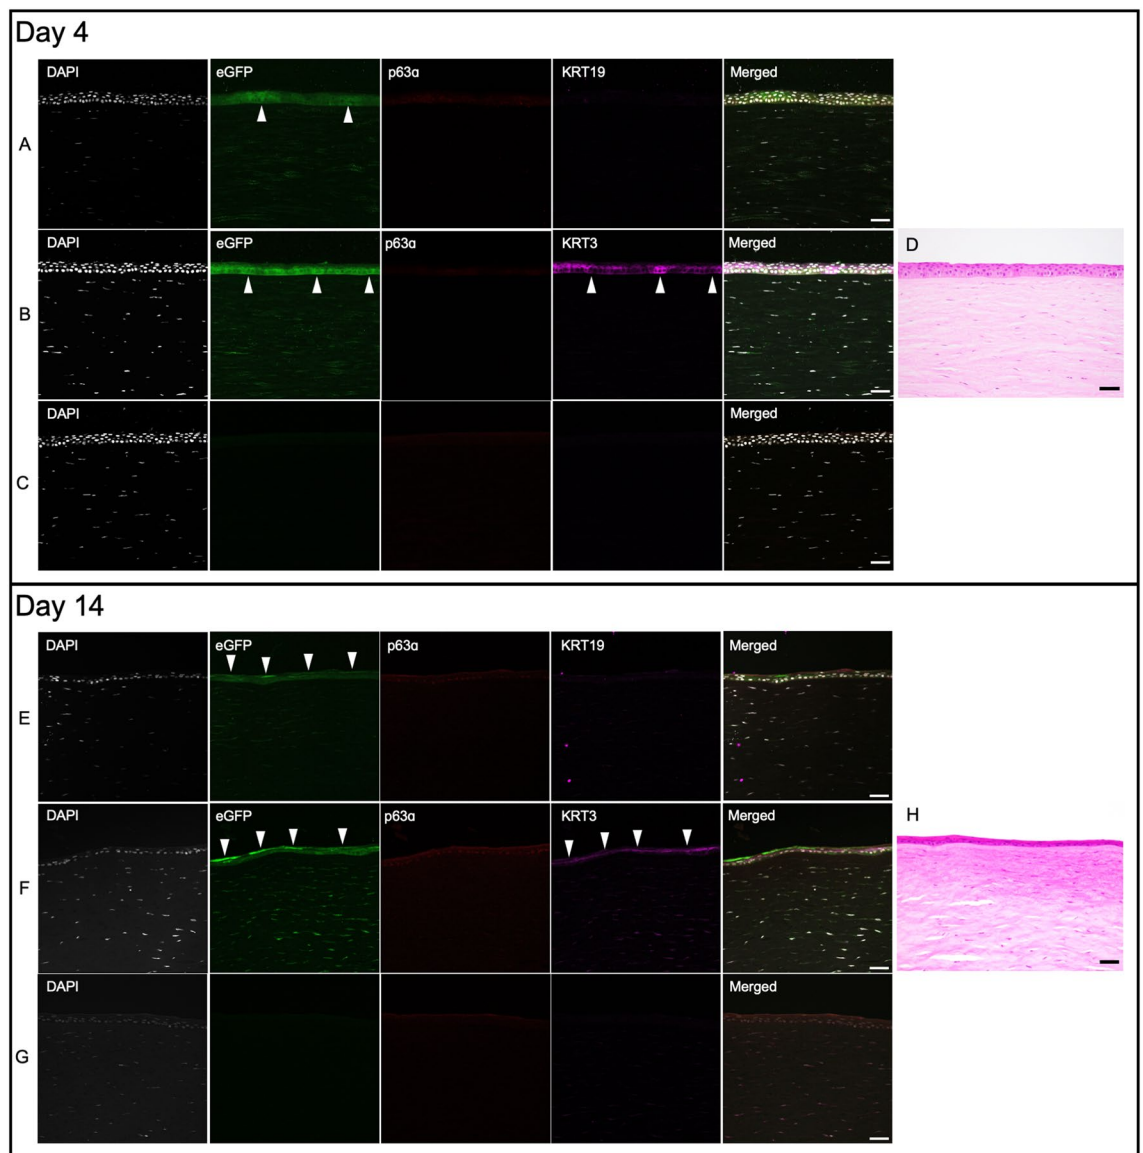 Day 4
DAPI eGFP p63α KRT19 Merged
A
DAPI eGFP p63α KRT3 Merged D
B
DAPI Merged
C
Day 14
DAPI eGFP p63α KRT19 Merged
E
DAPI eGFP p63α KRT3 Merged H
F
DAPI Merged
G